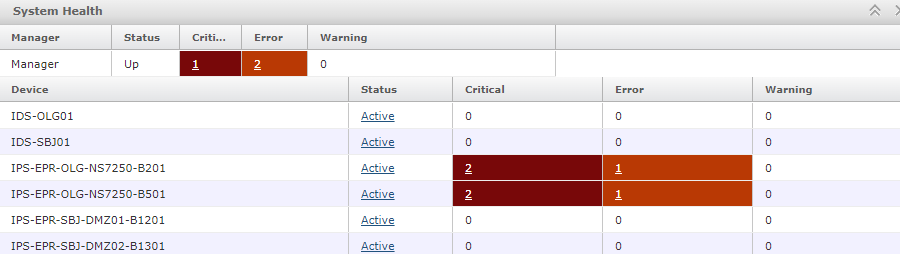 System Health
Manager Status Criti... Error Warning
Manager Up 1 2 0
Device Status Critical Error Warning
IDS-OLG01 Active 0 0 0
IDS-SBJ01 Active 0 0 0
IPS-EPR-OLG-NS7250-B201 Active 2 1 0
IPS-EPR-OLG-NS7250-B501 Active 2 1 0
IPS-EPR-SBJ-DMZ01-B1201 Active 0 0 0
IPS-EPR-SBJ-DMZ02-B1301 Active 0 0 0